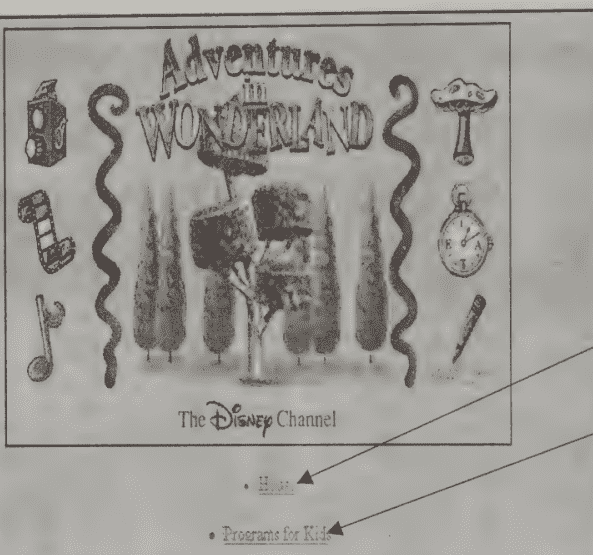 Adventures
in
WONDERLAND
The Disney Channel
• Programs for Kids